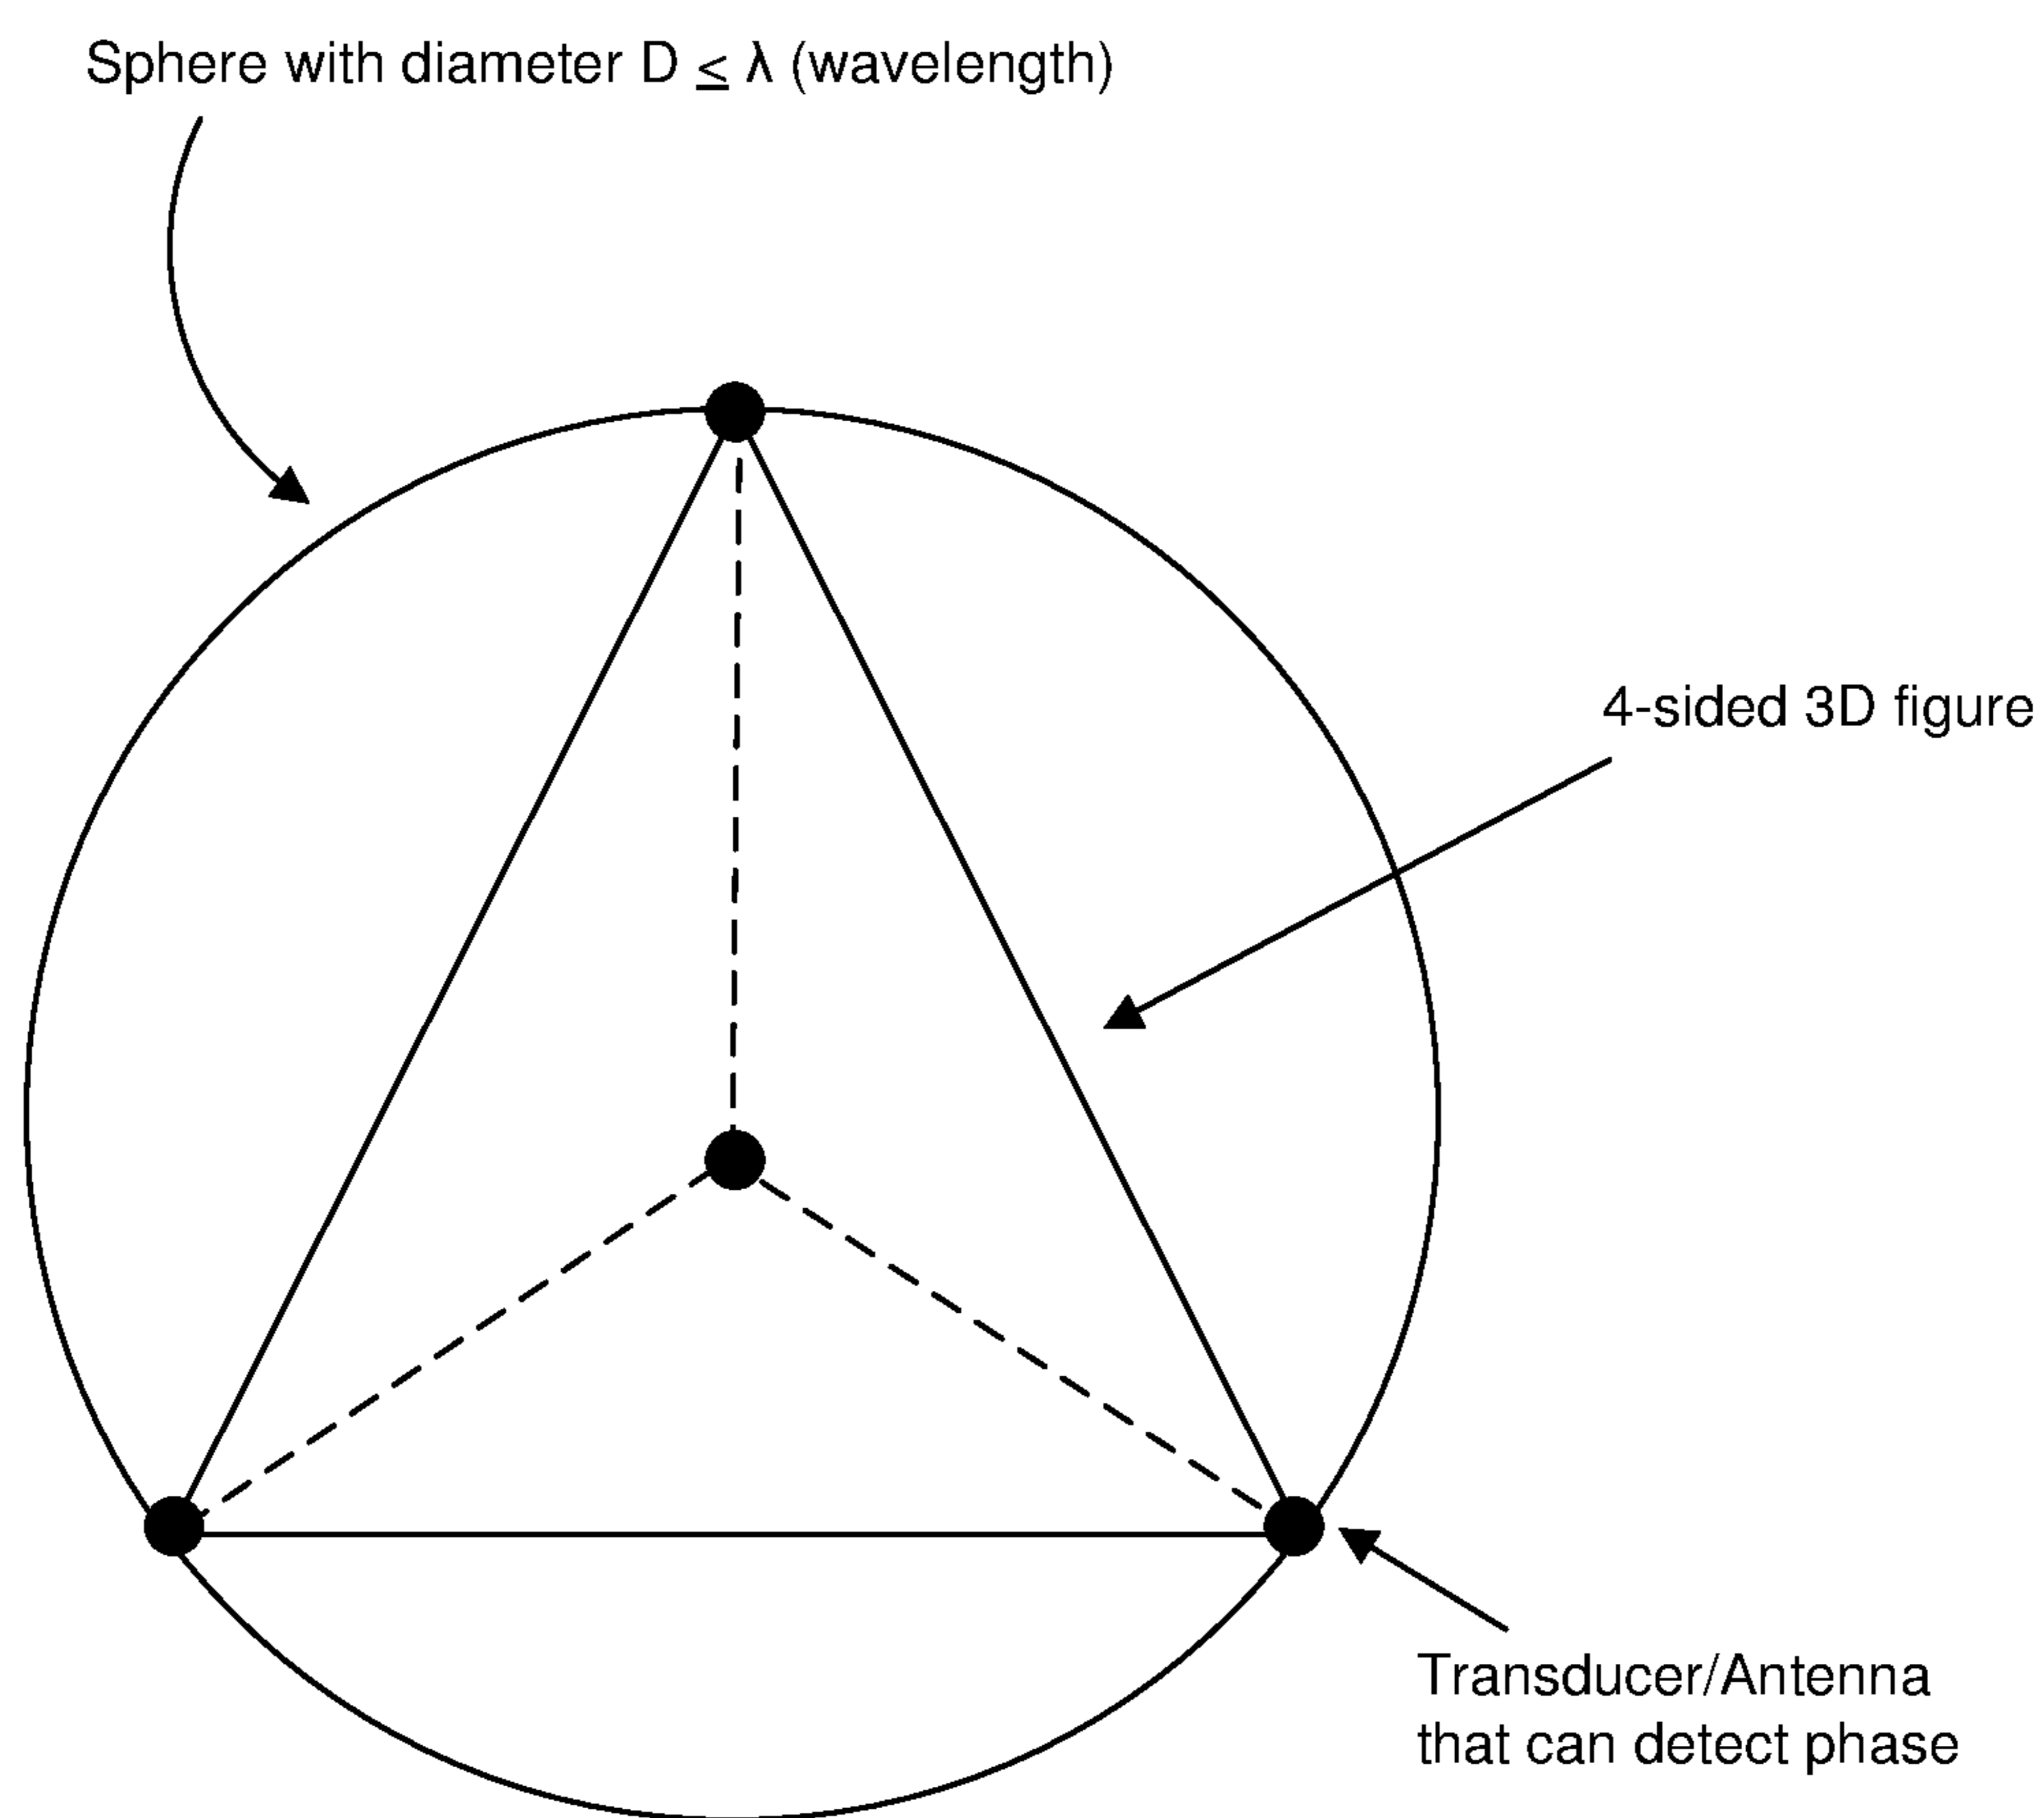 Sphere with diameter D ≤ λ (wavelength)
4-sided 3D figure
Transducer/Antenna
that can detect phase